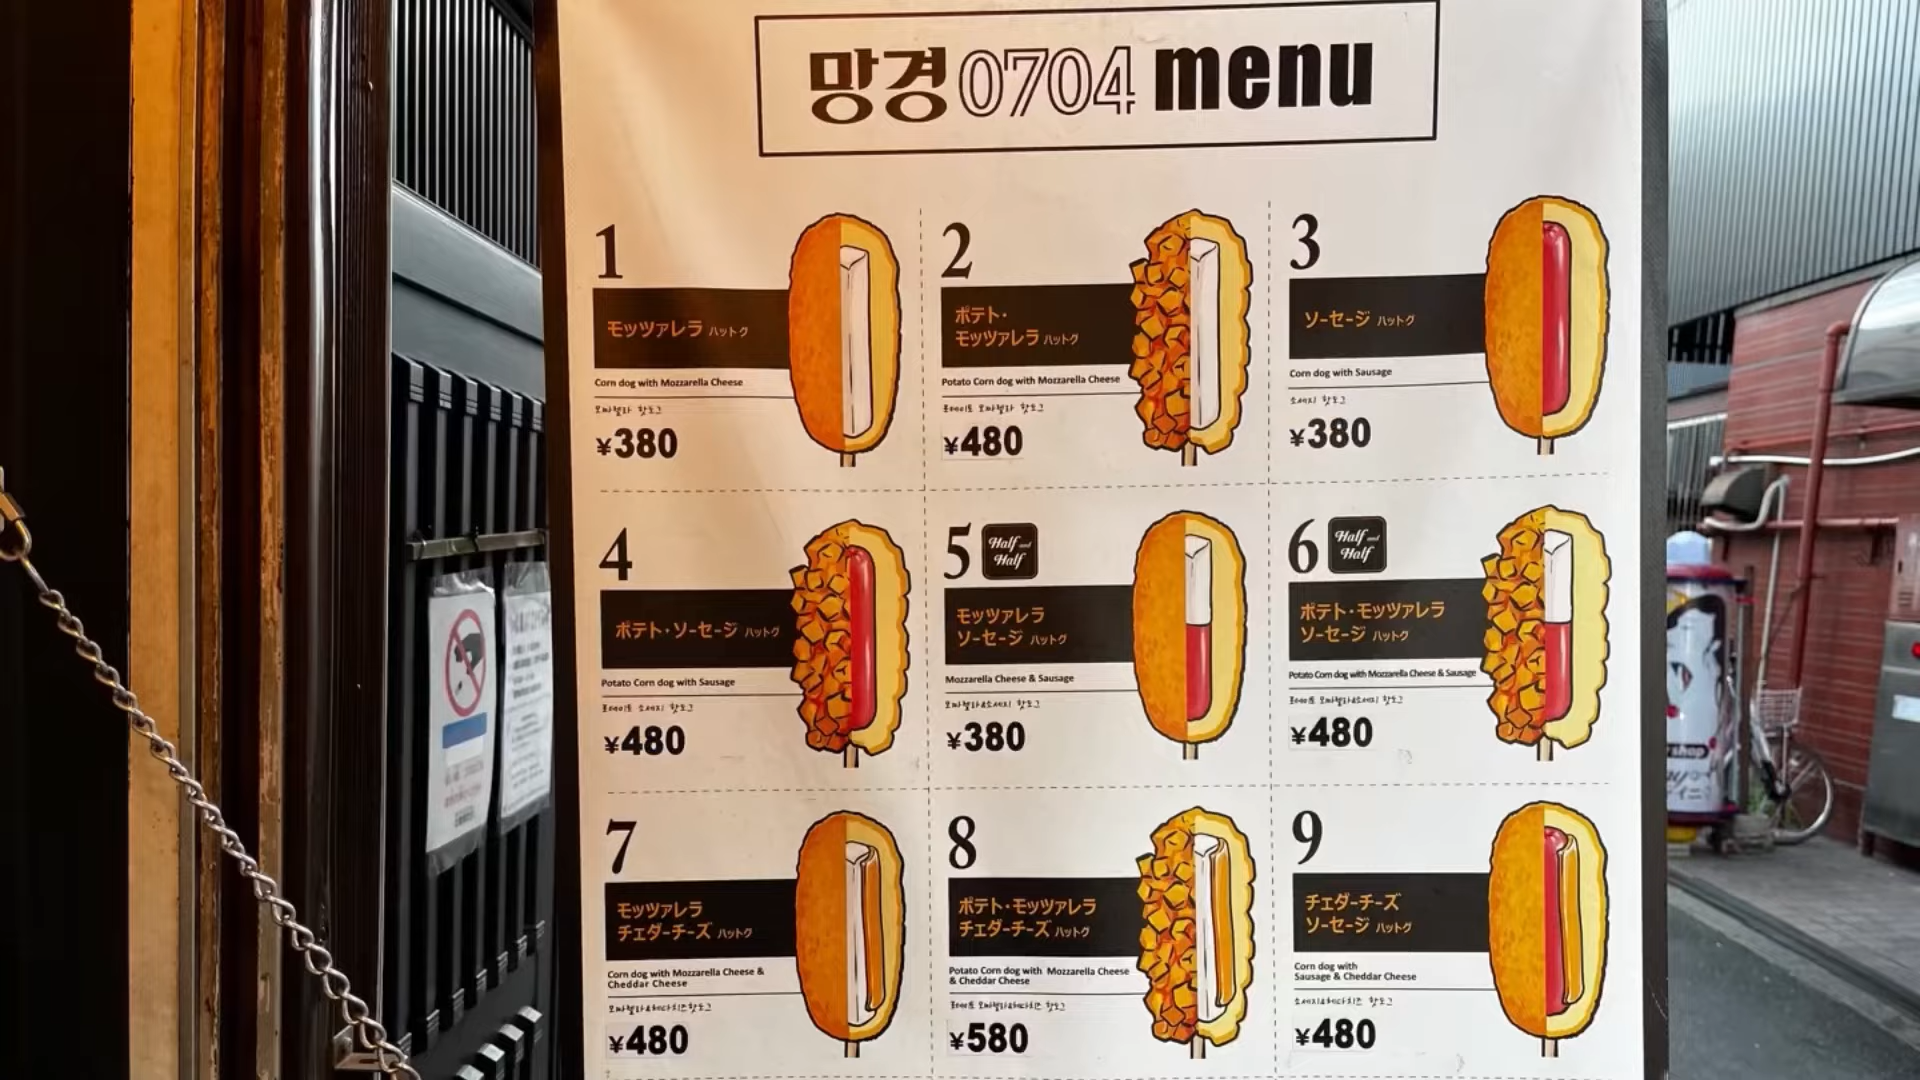 망경0704 menu
1
モッツァレラ ハットグ
Corn dog with Mozzarella Cheese
모짜렐라 핫도그
¥380
2
ポテト・
モッツァレラ ハットグ
Potato Corn dog with Mozzarella Cheese
포테이토 모짜렐라 핫도그
¥480
3
ソーセージ ハットグ
Corn dog with Sausage
소세지 핫도그
¥380
4
ポテト・ソーセージ ハットグ
Potato Corn dog with Sausage
포테이토 소세지 핫도그
¥480
5
Half and
Half
モッツァレラ
ソーセージ ハットグ
Mozzarella Cheese & Sausage
모짜렐라&소세지 핫도그
¥380
6
Half and
Half
ポテト・モッツァレラ
ソーセージ ハットグ
Potato Corn dog with Mozzarella Cheese & Sausage
포테이토 모짜렐라&소세지 핫도그
¥480
7
モッツァレラ
チェダーチーズ ハットグ
Corn dog with Mozzarella Cheese &
Cheddar Cheese
모짜렐라&체다치즈핫도그
¥480
8
ポテト・モッツァレラ
チェダーチーズ ハットグ
Potato Corn dog with Mozzarella Cheese
& Cheddar Cheese
포테이토 모짜렐라&체다치즈 핫도그
¥580
9
チェダーチーズ
ソーセージ ハットグ
Corn dog with
Sausage & Cheddar Cheese
소세지&체다치즈 핫도그
¥480